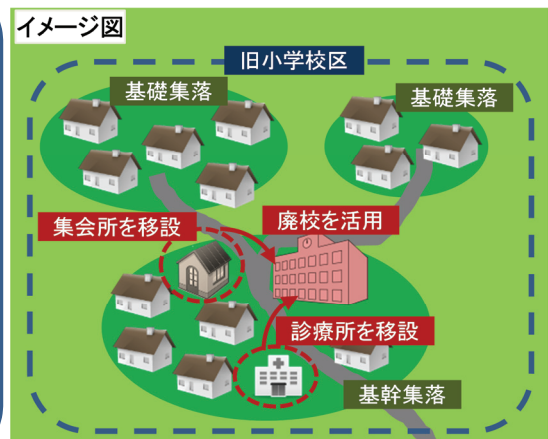 イメージ図
旧小学校区
基礎集落
基礎集落
集会所を移設
廃校を活用
診療所を移設
基幹集落